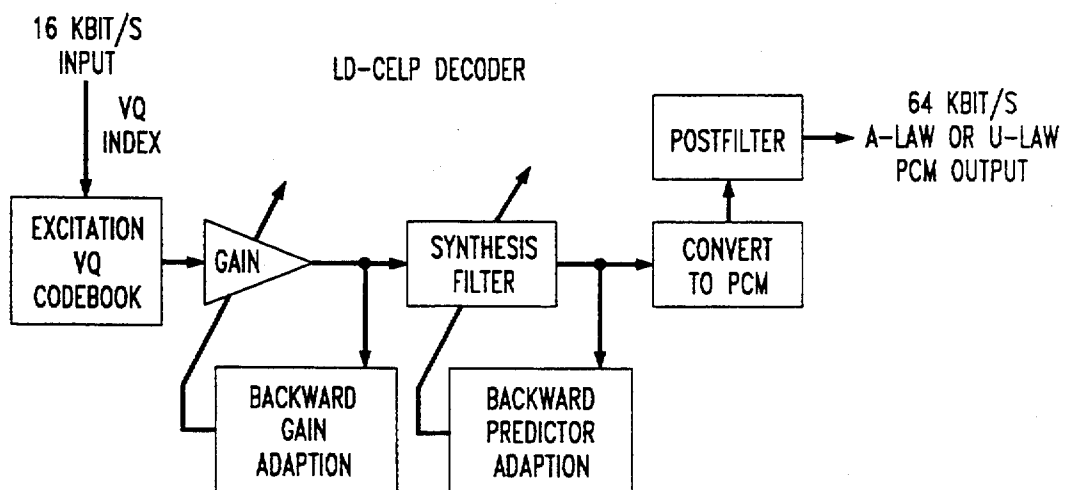 16 KBIT/S
INPUT
LD-CELP DECODER
VQ
INDEX
64 KBIT/S
A-LAW OR U-LAW
PCM OUTPUT
POSTFILTER
EXCITATION
VQ
CODEBOOK
GAIN
SYNTHESIS
FILTER
CONVERT
TO PCM
BACKWARD
GAIN
ADAPTION
BACKWARD
PREDICTOR
ADAPTION